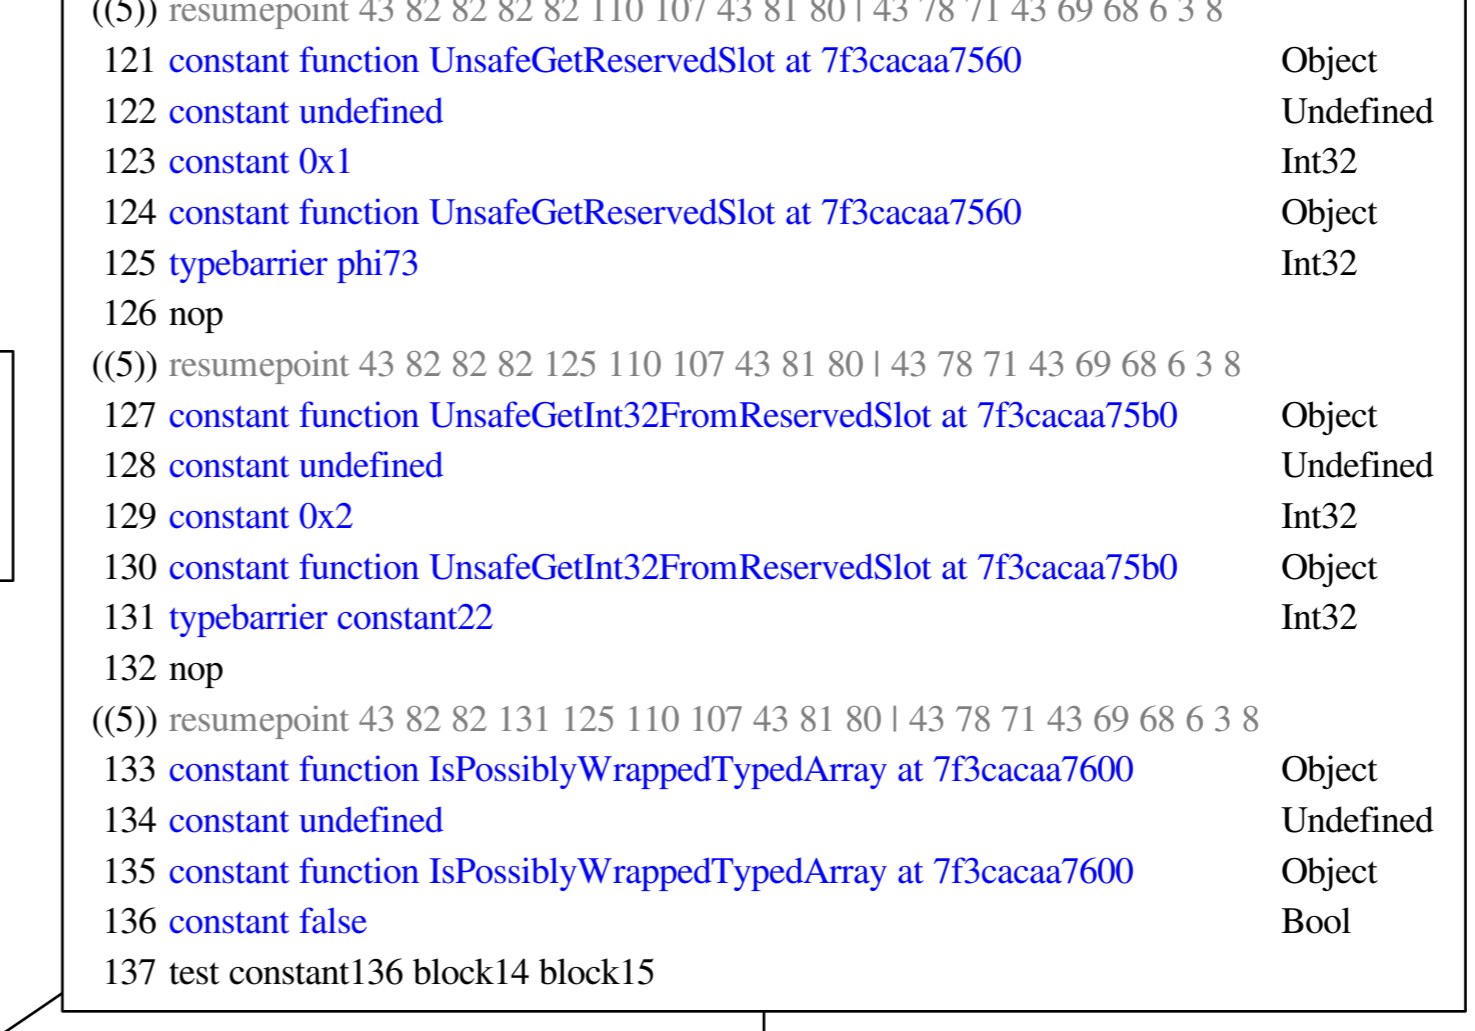 ((5)) resumepoint 43 82 82 82 82 110 107 43 81 80 | 43 78 71 43 69 68 6 3 8
121 constant function UnsafeGetReservedSlot at 7f3cacaa7560 Object
122 constant undefined Undefined
123 constant 0x1 Int32
124 constant function UnsafeGetReservedSlot at 7f3cacaa7560 Object
125 typebarrier phi73 Int32
126 nop
((5)) resumepoint 43 82 82 82 125 110 107 43 81 80 | 43 78 71 43 69 68 6 3 8
127 constant function UnsafeGetInt32FromReservedSlot at 7f3cacaa75b0 Object
128 constant undefined Undefined
129 constant 0x2 Int32
130 constant function UnsafeGetInt32FromReservedSlot at 7f3cacaa75b0 Object
131 typebarrier constant22 Int32
132 nop
((5)) resumepoint 43 82 82 131 125 110 107 43 81 80 | 43 78 71 43 69 68 6 3 8
133 constant function IsPossiblyWrappedTypedArray at 7f3cacaa7600 Object
134 constant undefined Undefined
135 constant function IsPossiblyWrappedTypedArray at 7f3cacaa7600 Object
136 constant false Bool
137 test constant136 block14 block15